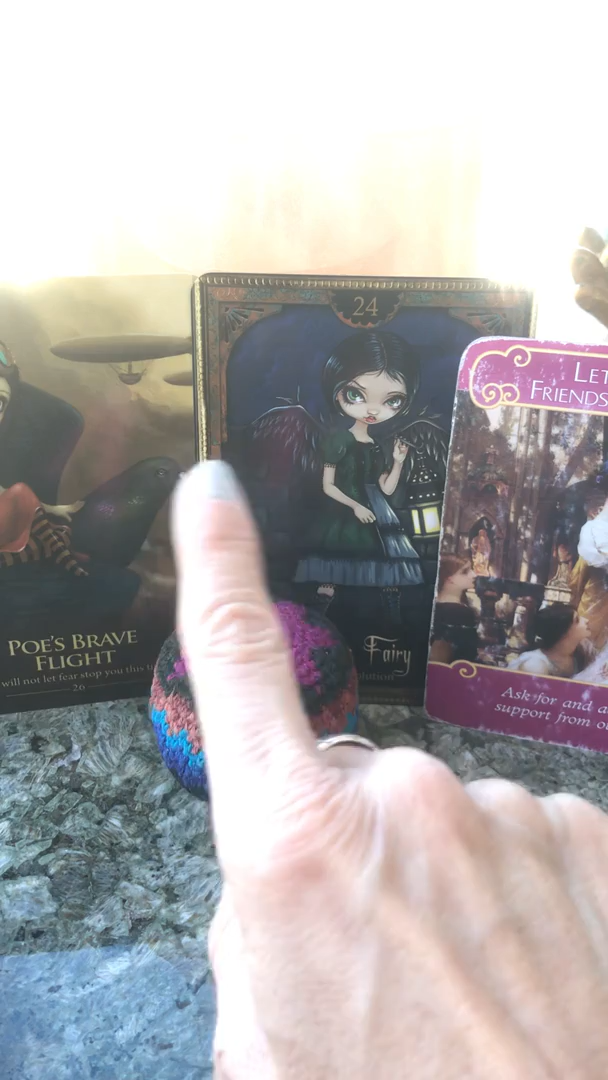 POE'S BRAVE
FLIGHT
will not let fear stop you this
26
24
Fairy
LET
FRIENDS
Ask for and
support from